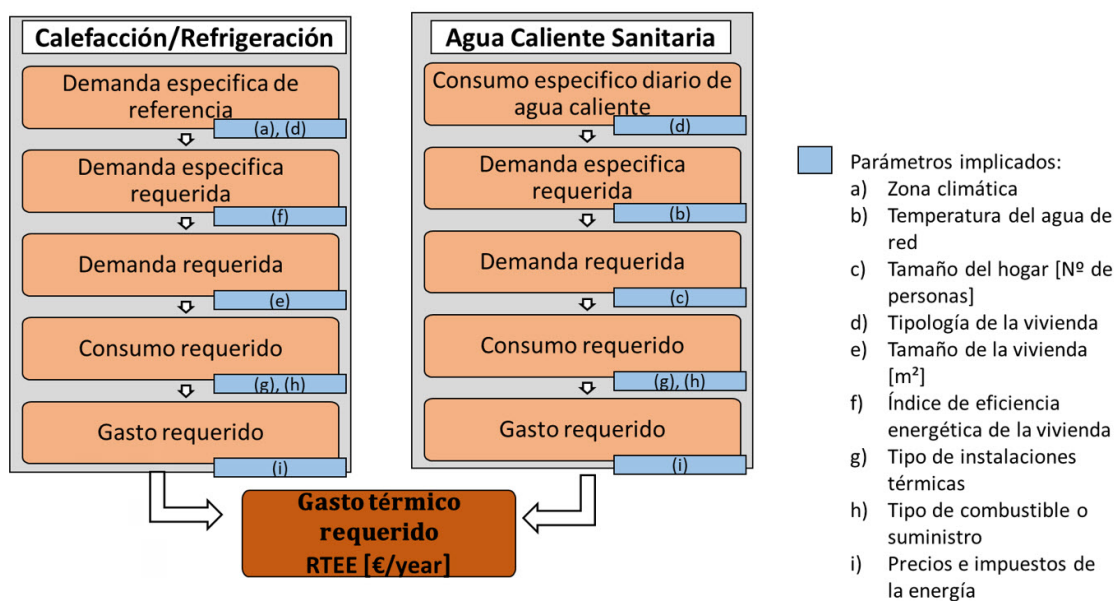 Calefacción/Refrigeración
Demanda especifica de
referencia
(a), (d)
Demanda especifica
requerida
(f)
Demanda requerida
(e)
Consumo requerido
(g), (h)
Gasto requerido
(i)
Agua Caliente Sanitaria
Consumo especifico diario de
agua caliente
(d)
Demanda especifica
requerida
(b)
Demanda requerida
(c)
Consumo requerido
(g), (h)
Gasto requerido
(i)
Gasto térmico
requerido
RTEE [€/year]
Parámetros implicados:
a) Zona climática
b) Temperatura del agua de
red
c) Tamaño del hogar [Nº de
personas]
d) Tipología de la vivienda
e) Tamaño de la vivienda
[m²]
f) Índice de eficiencia
energética de la vivienda
g) Tipo de instalaciones
térmicas
h) Tipo de combustible o
suministro
i) Precios e impuestos de
la energía